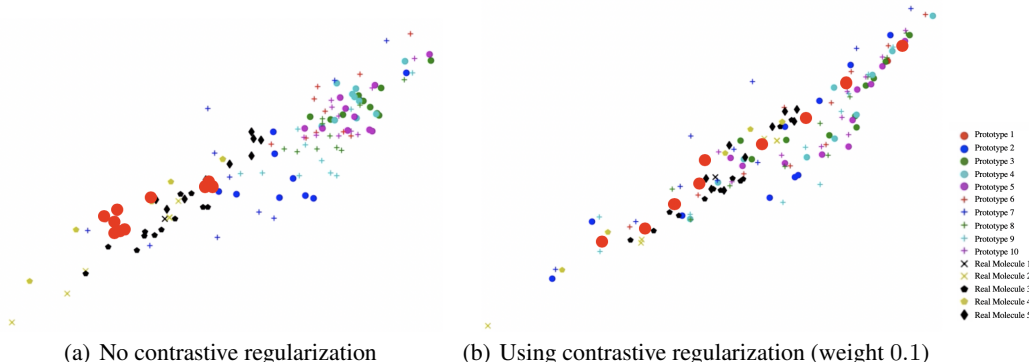 Prototype 1
Prototype 2
Prototype 3
Prototype 4
Prototype 5
Prototype 6
Prototype 7
Prototype 8
Prototype 9
Prototype 10
Real Molecule 1
Real Molecule 2
Real Molecule 3
Real Molecule 4
Real Molecule 5
(a) No contrastive regularization
(b) Using contrastive regularization (weight 0.1)